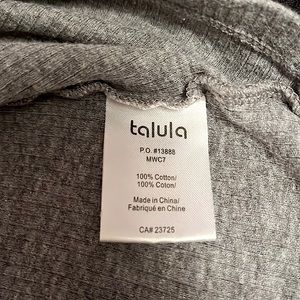 talula
P.O. #13888
MWC7
100% Cotton/
100% Coton/
Made in China/
Fabriqué en Chine
CA# 23725